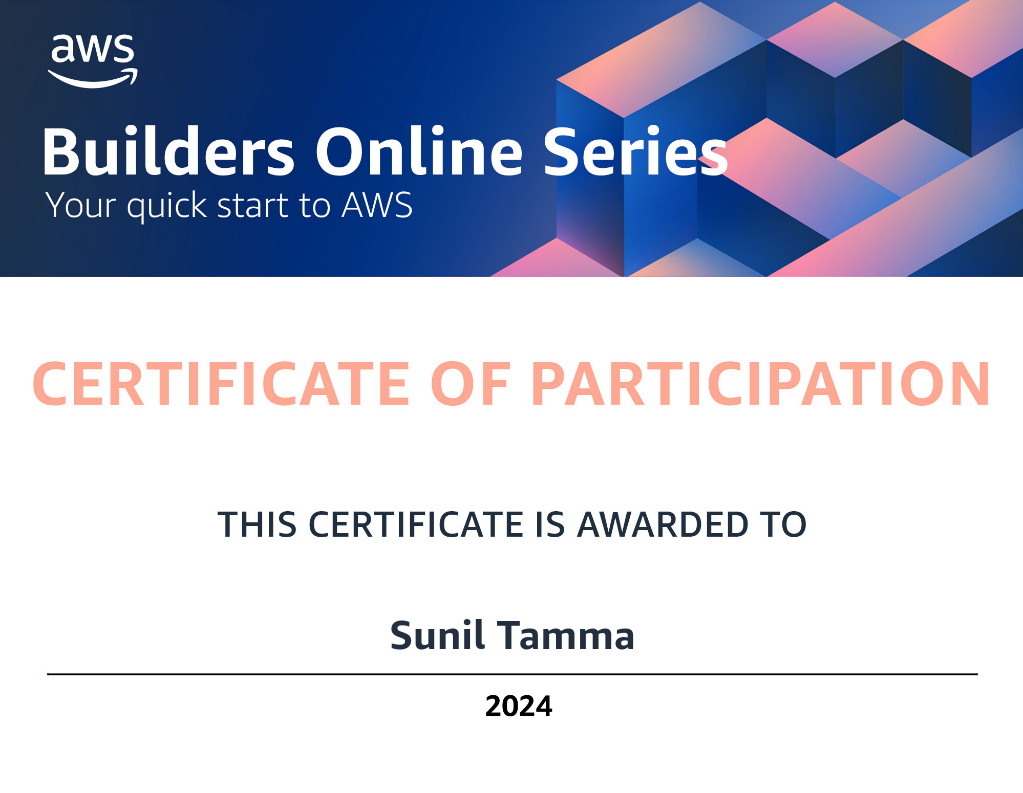 aws
Builders Online Series
Your quick start to AWS
CERTIFICATE OF PARTICIPATION
THIS CERTIFICATE IS AWARDED TO
Sunil Tamma
2024